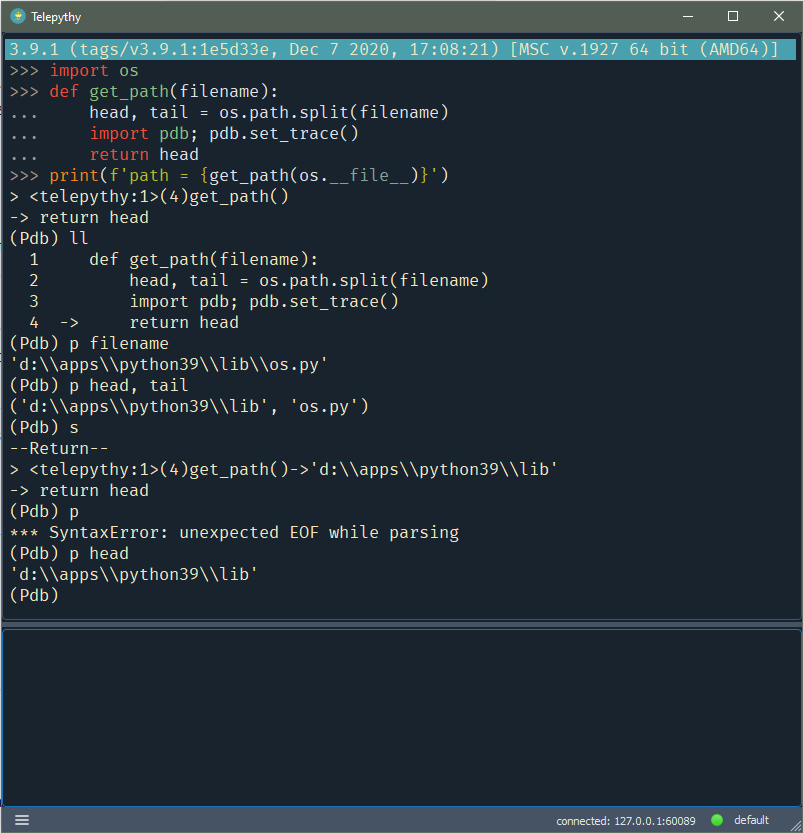 Telepythy
3.9.1 (tags/v3.9.1:1e5d33e, Dec 7 2020, 17:08:21) [MSC v.1927 64 bit (AMD64)]
>>> import os
>>> def get_path(filename):
...     head, tail = os.path.split(filename)
...     import pdb; pdb.set_trace()
...     return head
>>> print(f'path = {get_path(os.__file__)}')
> <telepythy:1>(4)get_path()
-> return head
(Pdb) ll
  1     def get_path(filename):
  2         head, tail = os.path.split(filename)
  3         import pdb; pdb.set_trace()
  4  ->     return head
(Pdb) p filename
'd:\\apps\\python39\\lib\\os.py'
(Pdb) p head, tail
('d:\\apps\\python39\\lib', 'os.py')
(Pdb) s
--Return--
> <telepythy:1>(4)get_path()->'d:\\apps\\python39\\lib'
-> return head
(Pdb) p
*** SyntaxError: unexpected EOF while parsing
(Pdb) p head
'd:\\apps\\python39\\lib'
(Pdb)
connected: 127.0.0.1:60089 default